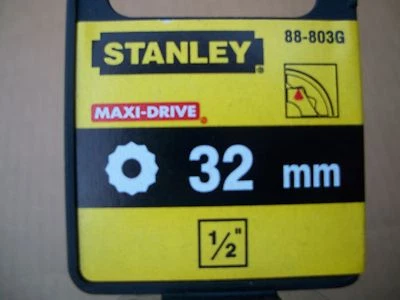 88-803G
STANLEY®
MAXI-DRIVE®
32 mm
1/2"